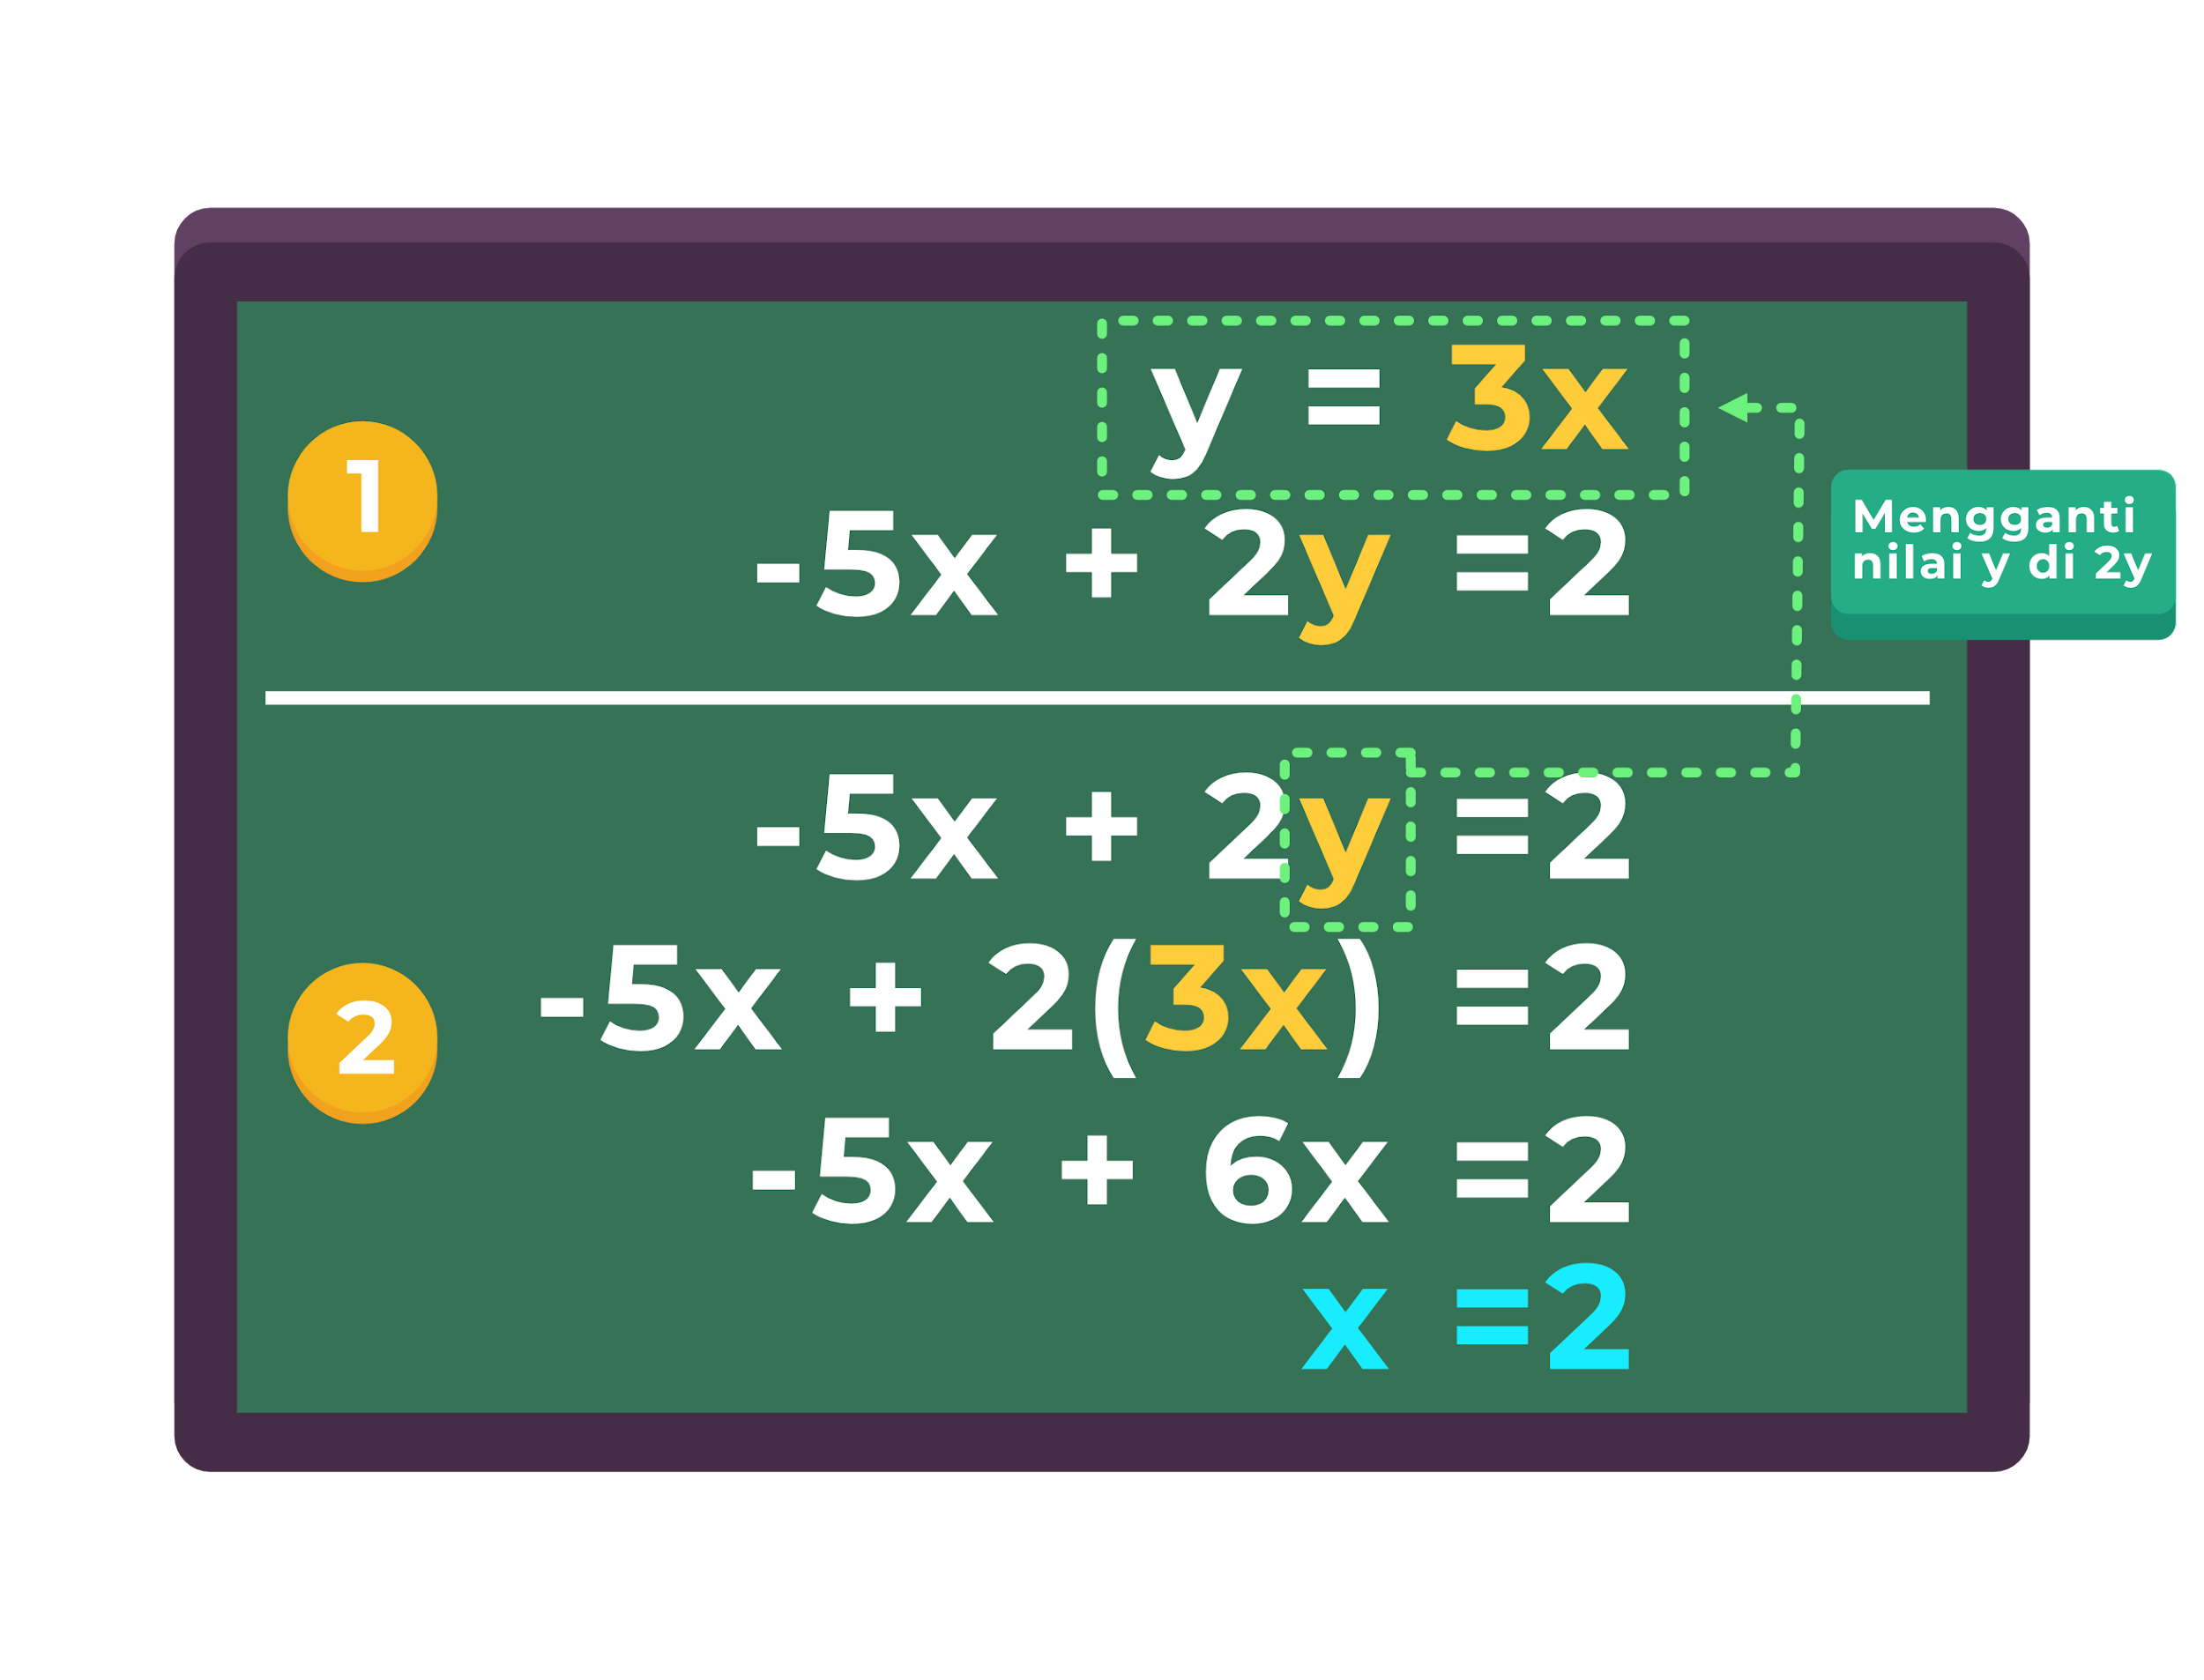 y = 3x
1
-5x + 2y =2
Mengganti
nilai y di 2y
-5x + 2y =2
-5x + 2(3x) =2
2
-5x + 6x =2
x =2